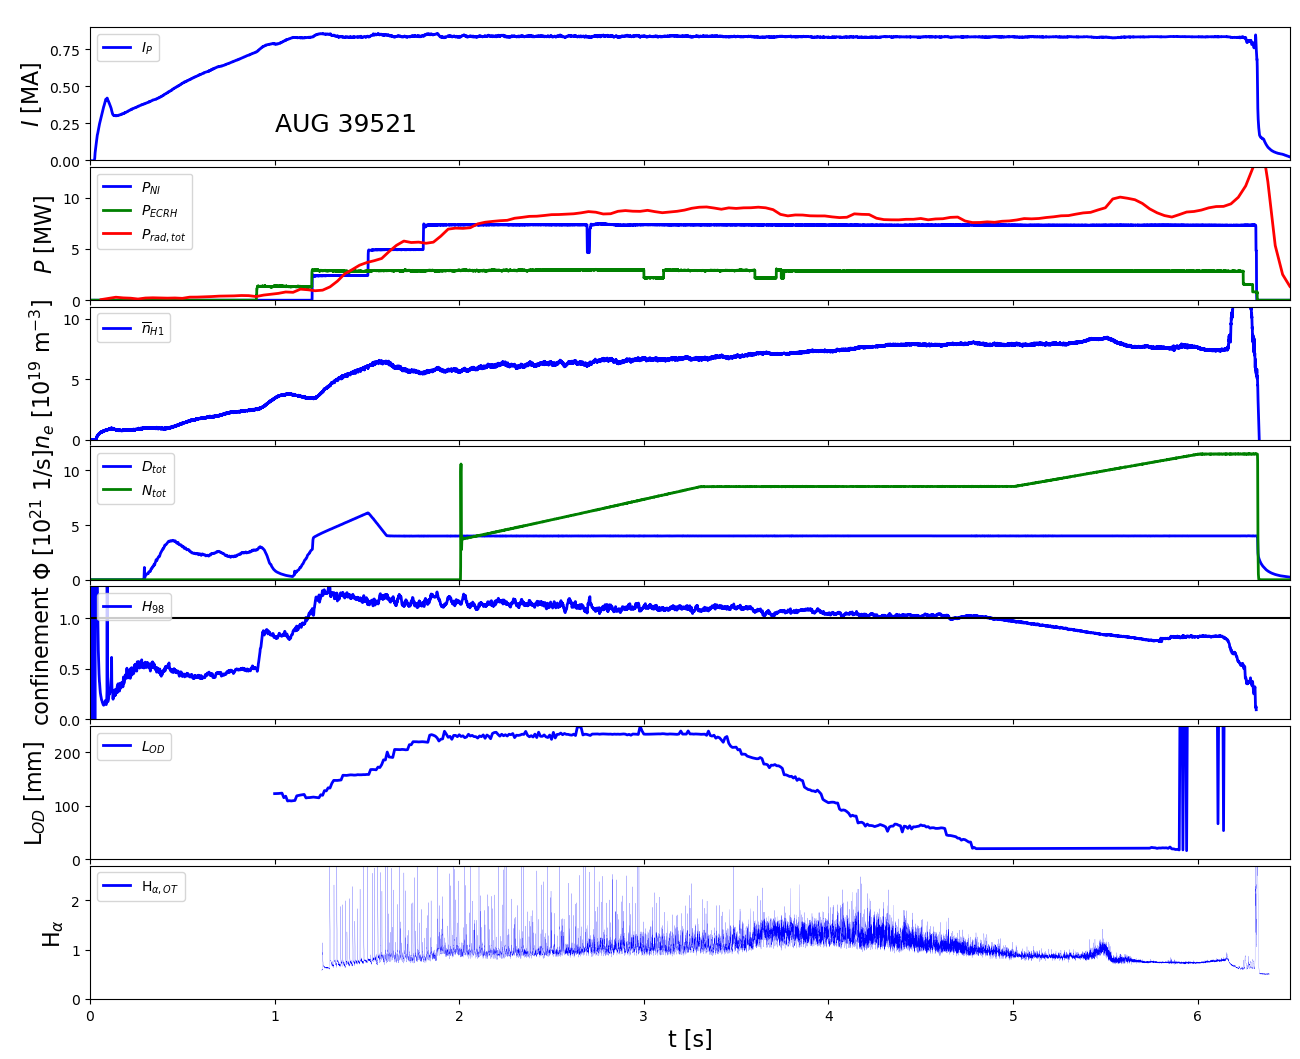 I [MA]
0.75
0.50
0.25
0.00
I_P
AUG 39521
P [MW]
10
5
0
P_NI
P_ECRH
P_rad,tot
n_e [10^19 m^−3]
10
5
0
n̅_H1
Φ [10^21 1/s]
10
5
0
D_tot
N_tot
confinement
1.0
0.5
0.0
H_98
L_OD [mm]
200
100
0
L_OD
H_α
2
1
0
H_α,OT
0 1 2 3 4 5 6
t [s]